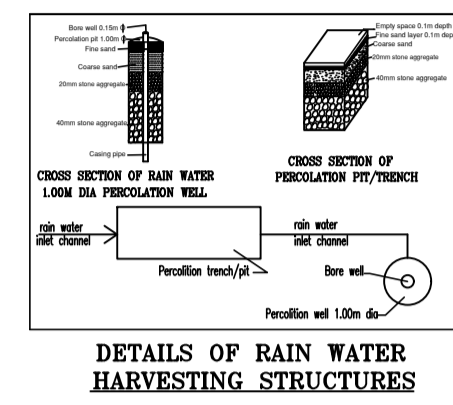 Bore well 0.15m ϕ
Percolation pit 1.00m ϕ
Fine sand
Coarse sand
20mm stone aggregate
40mm stone aggregate
Casing pipe
CROSS SECTION OF RAIN WATER
1.00M DIA PERCOLATION WELL
Empty space 0.1m depth
Fine sand layer 0.1m dep
Coarse sand
20mm stone aggregate
40mm stone aggregate
CROSS SECTION OF
PERCOLATION PIT/TRENCH
rain water
inlet channel
Percolition trench/pit
rain water
inlet channel
Bore well
Percolition well 1.00m dia
DETAILS OF RAIN WATER
HARVESTING STRUCTURES